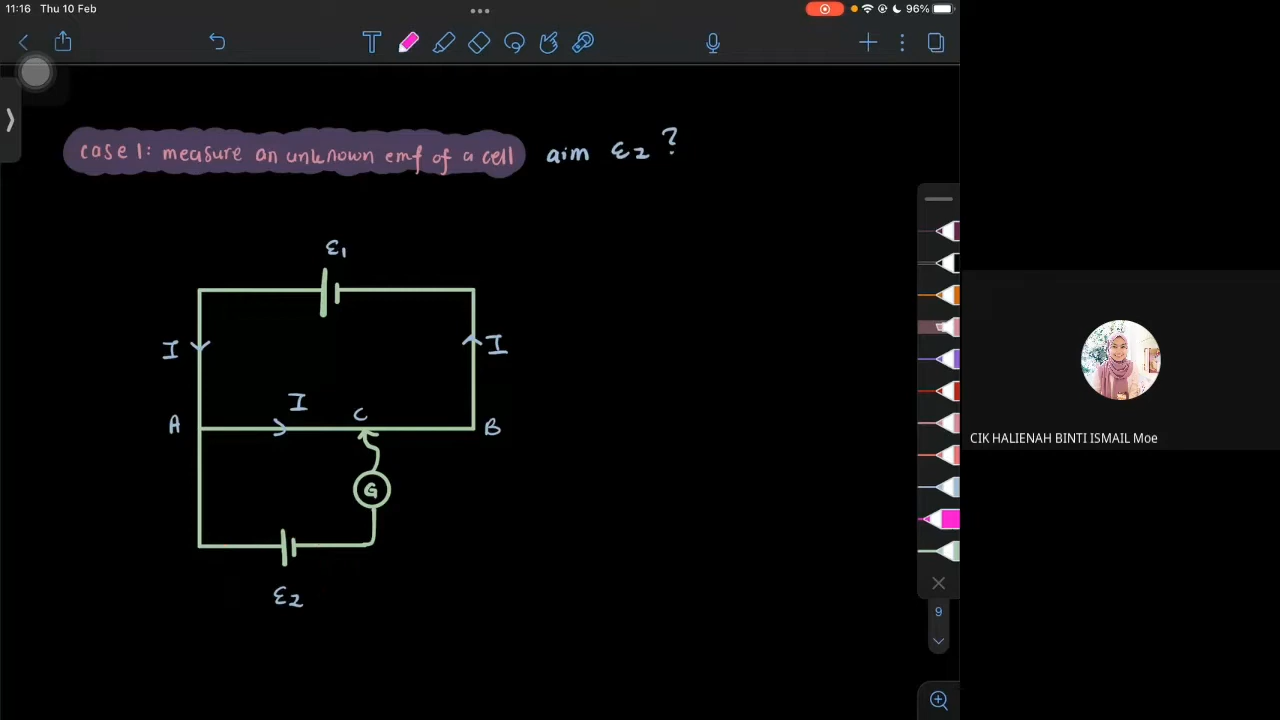 11:16 Thu 10 Feb
96%
T
case 1: measure an unknown emf of a cell aim ε2 ?
ε1
I
I
I
C
A
B
G
ε2
9
CIK HALIENAH BINTI ISMAIL Moe